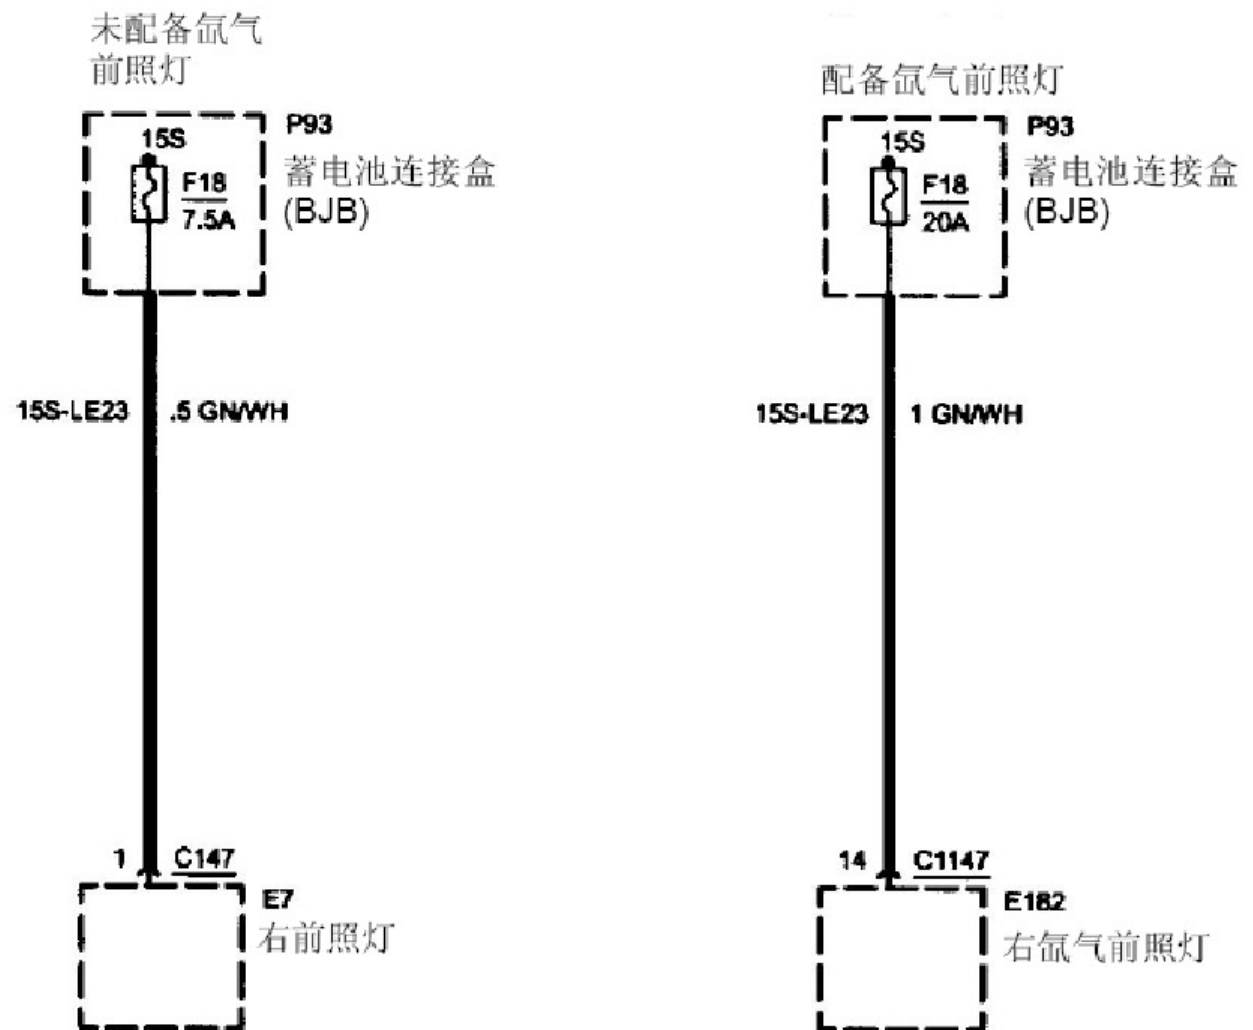 未配备氙气
前照灯
15S
F18
7.5A
P93
蓄电池连接盒
(BJB)
15S-LE23
.5 GN/WH
1
C147
E7
右前照灯
配备氙气前照灯
15S
F18
20A
P93
蓄电池连接盒
(BJB)
15S-LE23
1 GN/WH
14
C1147
E182
右氙气前照灯